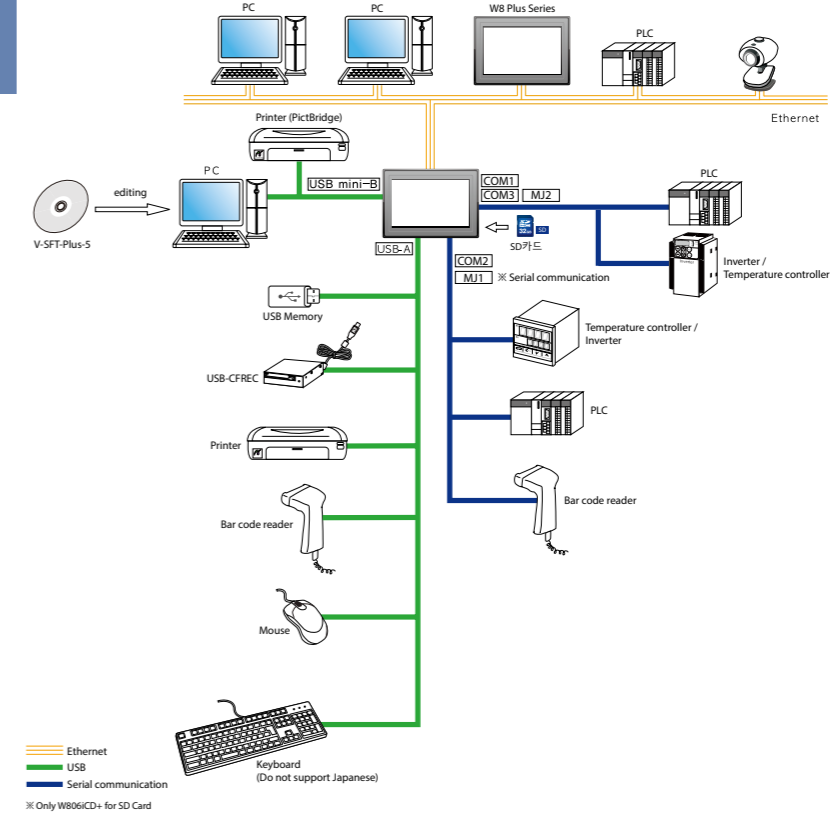 PC
PC
W8 Plus Series
PLC
Ethernet
Printer (PictBridge)
PC
USB mini-B
COM1
COM3
MJ2
PLC
editing
V-SFT-Plus-5
32GB
SD
SD카드
USB-A
COM2
MJ1
※ Serial communication
Inverter /
Temperature controller
USB Memory
Temperature controller /
Inverter
USB-CFREC
PLC
Printer
Bar code reader
Bar code reader
Mouse
Keyboard
(Do not support Japanese)
Ethernet
USB
Serial communication
※ Only W806iCD+ for SD Card